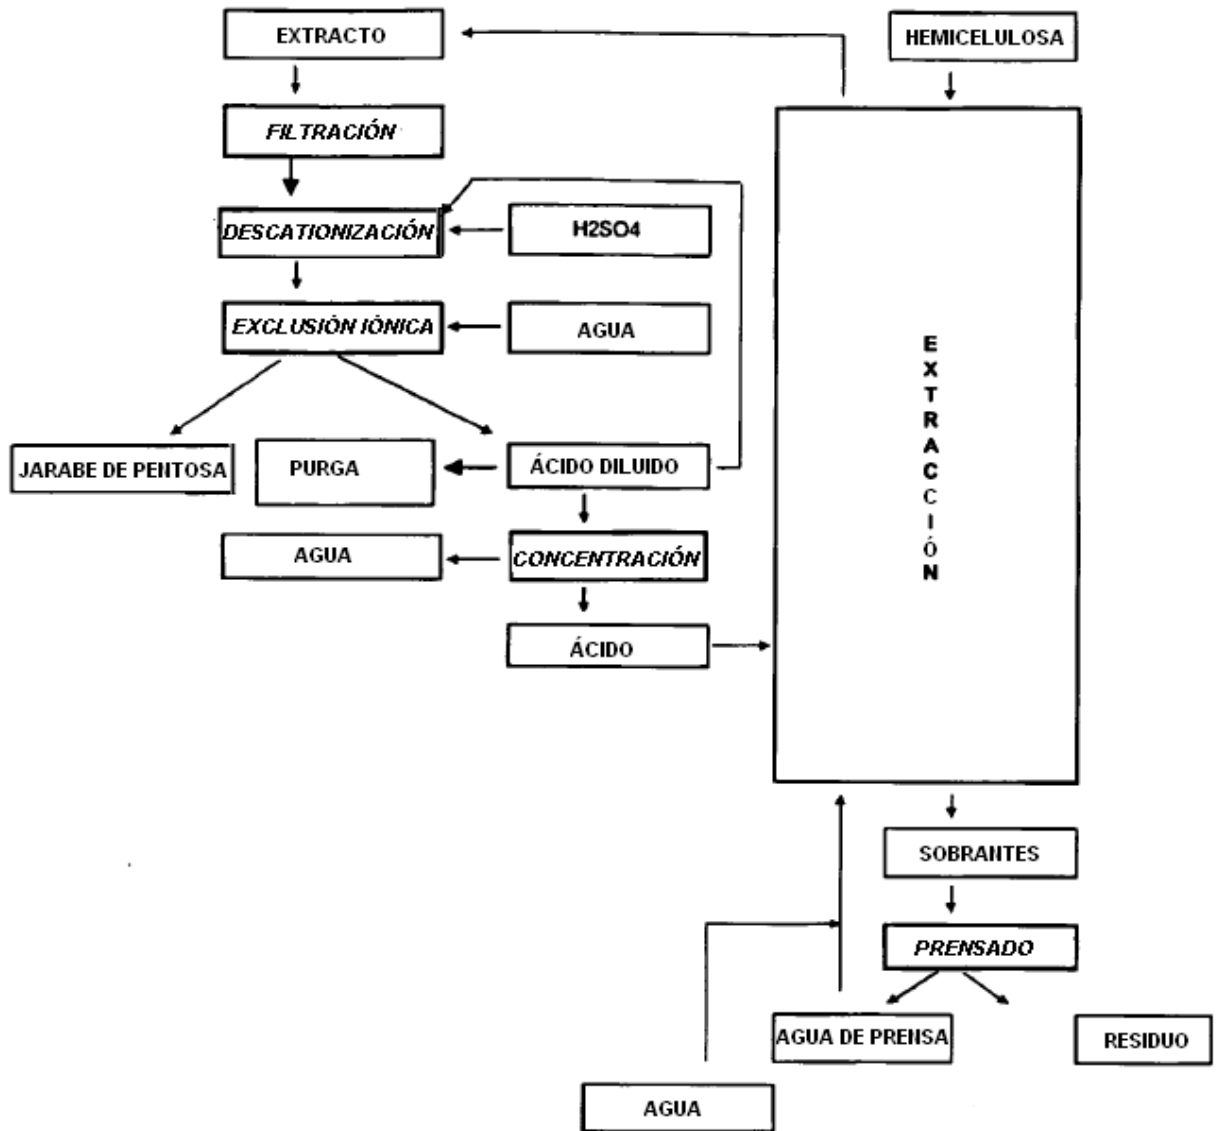 EXTRACTO
HEMICELULOSA
FILTRACIÓN
DESCATIONIZACIÓN
H2SO4
EXCLUSIÓN IÓNICA
AGUA
EXTRACCIÓN
JARABE DE PENTOSA
PURGA
ÁCIDO DILUIDO
AGUA
CONCENTRACIÓN
ÁCIDO
SOBRANTES
PRENSADO
AGUA DE PRENSA
RESIDUO
AGUA